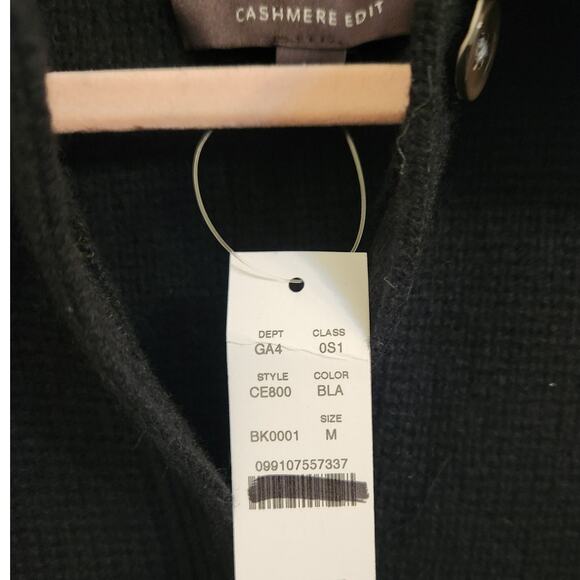 CASHMERE EDIT
DEPT CLASS
GA4 0S1
STYLE COLOR
CE800 BLA
SIZE
BK0001 M
099107557337